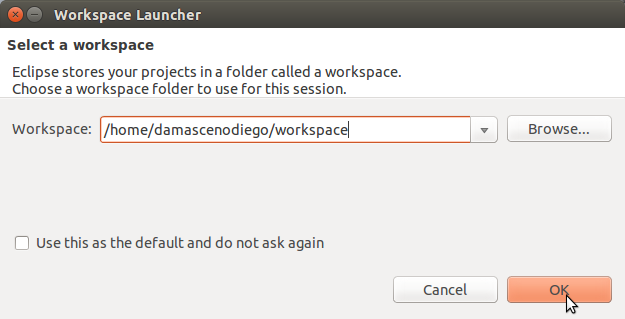 Workspace Launcher
Select a workspace
Eclipse stores your projects in a folder called a workspace.
Choose a workspace folder to use for this session.
Workspace: /home/damascenodiego/workspace Browse...
Use this as the default and do not ask again
Cancel OK